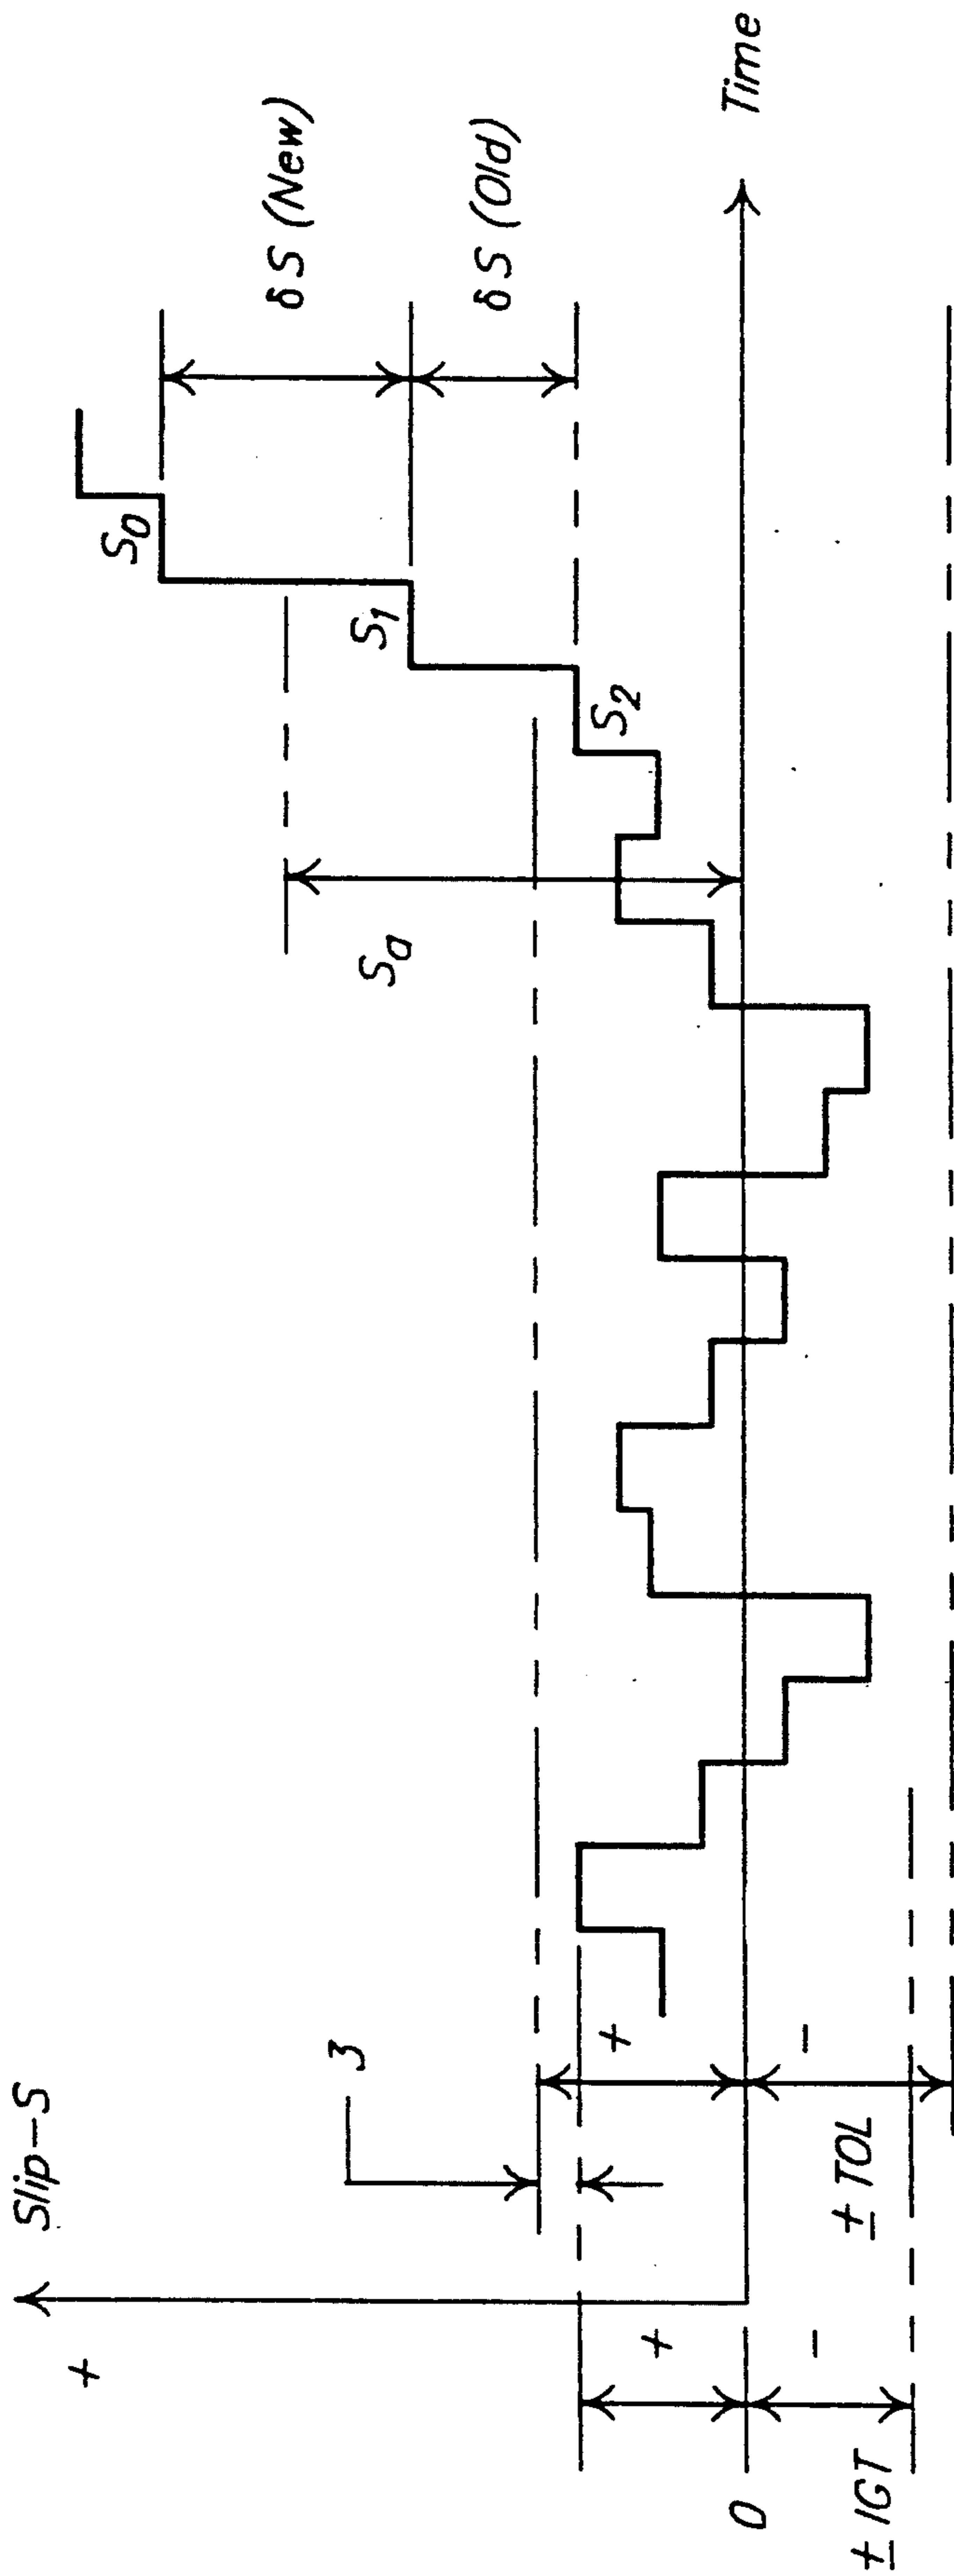 +
Slip-S
3
0
+
-
± IGT
+
-
± TOL
Sa
S2
S1
S0
δS (New)
δS (Old)
Time